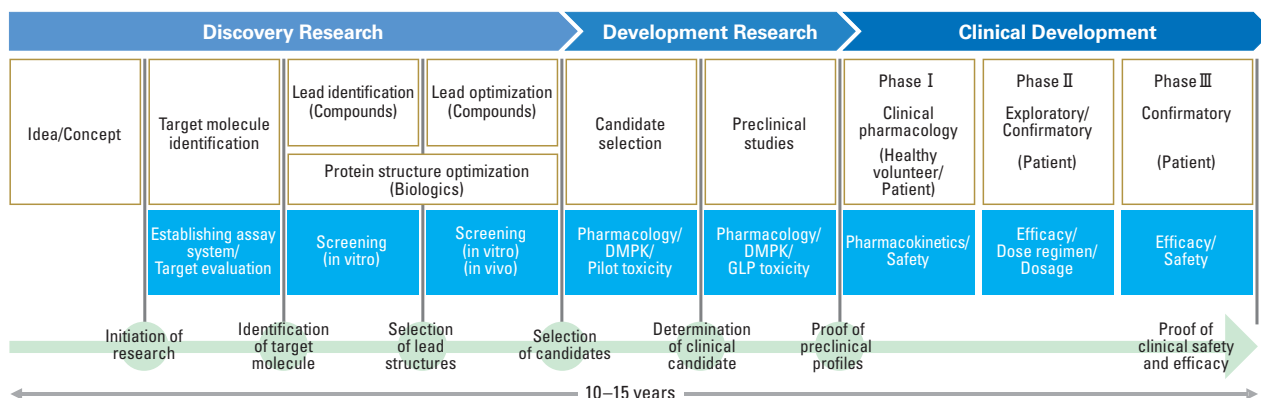 Discovery Research
Development Research
Clinical Development
Idea/Concept
Target molecule
identification
Lead identification
(Compounds)
Lead optimization
(Compounds)
Protein structure optimization
(Biologics)
Candidate
selection
Preclinical
studies
Phase Ⅰ
Clinical
pharmacology
(Healthy
volunteer/
Patient)
Phase Ⅱ
Exploratory/
Confirmatory
(Patient)
Phase Ⅲ
Confirmatory
(Patient)
Establishing assay
system/
Target evaluation
Screening
(in vitro)
Screening
(in vitro)
(in vivo)
Pharmacology/
DMPK/
Pilot toxicity
Pharmacology/
DMPK/
GLP toxicity
Pharmacokinetics/
Safety
Efficacy/
Dose regimen/
Dosage
Efficacy/
Safety
Initiation of
research
Identification
of target
molecule
Selection
of lead
structures
Selection
of candidates
Determination
of clinical
candidate
Proof of
preclinical
profiles
Proof of
clinical safety
and efficacy
10–15 years